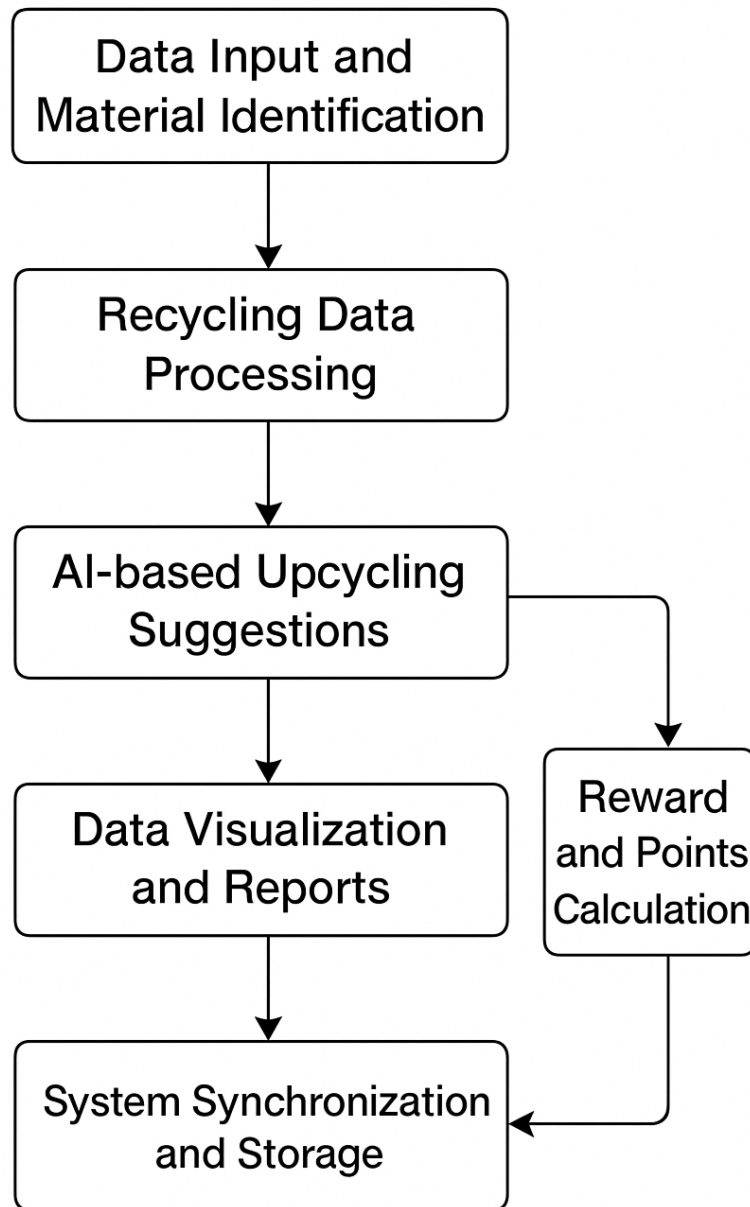 Data Input and
Material Identification
Recycling Data
Processing
AI-based Upcycling
Suggestions
Data Visualization
and Reports
Reward
and Points
Calculation
System Synchronization
and Storage